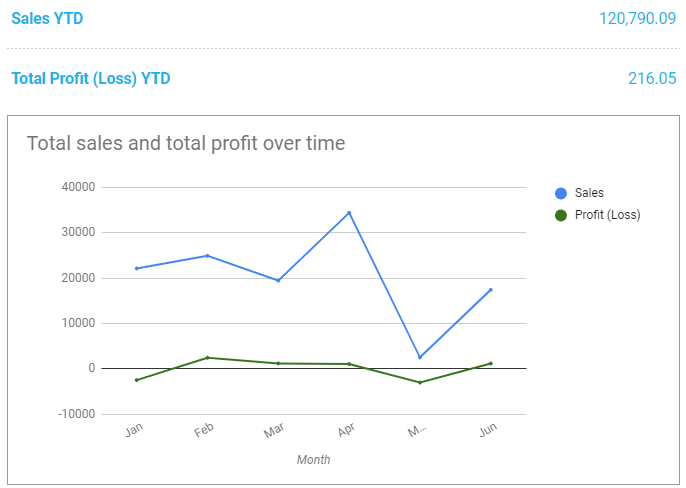 Sales YTD 120,790.09
Total Profit (Loss) YTD 216.05
Total sales and total profit over time
40000
30000
20000
10000
0
-10000
Jan Feb Mar Apr M... Jun
Month
Sales
Profit (Loss)